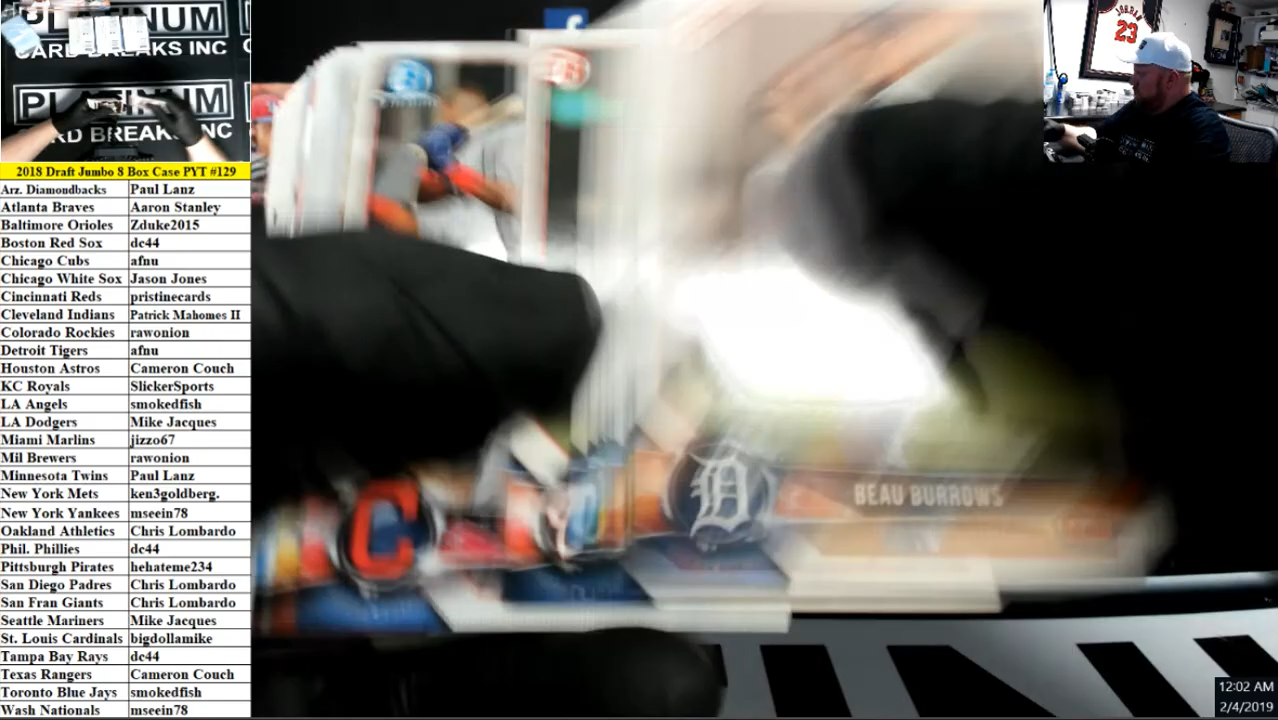 PLATINUM
CARD BREAKS INC
PLATINUM
CARD BREAKS INC
2018 Draft Jumbo 8 Box Case PYT #129
Arz. Diamondbacks Paul Lanz
Atlanta Braves Aaron Stanley
Baltimore Orioles Zduke2015
Boston Red Sox dc44
Chicago Cubs afnu
Chicago White Sox Jason Jones
Cincinnati Reds pristinecards
Cleveland Indians Patrick Mahomes II
Colorado Rockies rawonion
Detroit Tigers afnu
Houston Astros Cameron Couch
KC Royals SlickerSports
LA Angels smokedfish
LA Dodgers Mike Jacques
Miami Marlins jizzo67
Mil Brewers rawonion
Minnesota Twins Paul Lanz
New York Mets ken3goldberg.
New York Yankees mseein78
Oakland Athletics Chris Lombardo
Phil. Phillies dc44
Pittsburgh Pirates hehateme234
San Diego Padres Chris Lombardo
San Fran Giants Chris Lombardo
Seattle Mariners Mike Jacques
St. Louis Cardinals bigdollamike
Tampa Bay Rays dc44
Texas Rangers Cameron Couch
Toronto Blue Jays smokedfish
Wash Nationals mseein78
f
C
D
BEAU BURROWS
JORDAN
23
12:02 AM
2/4/2019